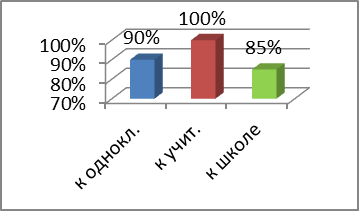 100%
90%
80%
70%
90%
100%
85%
к однокл.
к учит.
к школе